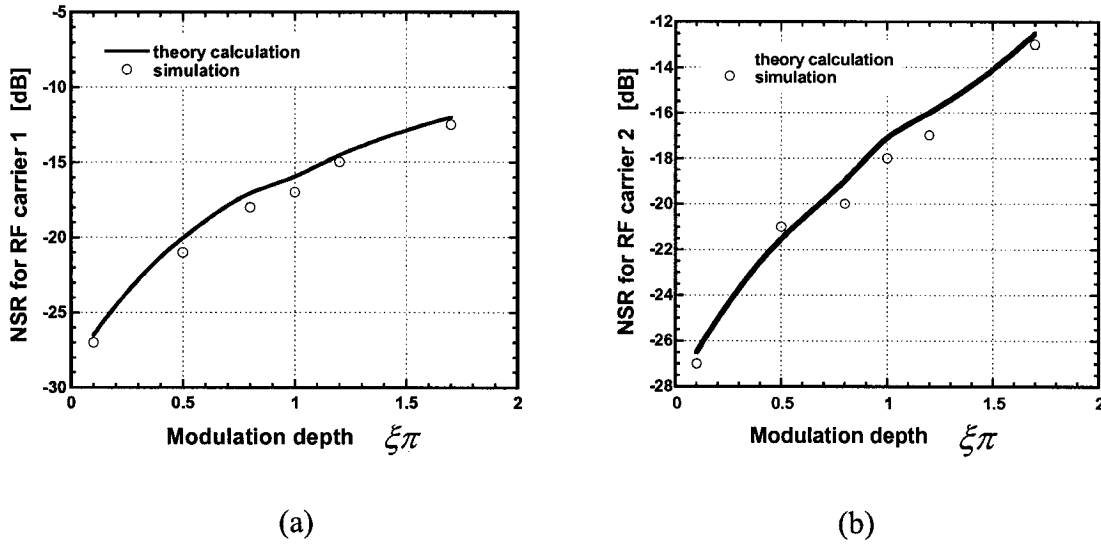 -5
-10
-15
-20
-25
-30
NSR for RF carrier 1 [dB]
theory calculation
simulation
0 0.5 1 1.5 2
Modulation depth ξπ
(a)
-12
-14
-16
-18
-20
-22
-24
-26
-28
NSR for RF carrier 2 [dB]
theory calculation
simulation
0 0.5 1 1.5 2
Modulation depth ξπ
(b)